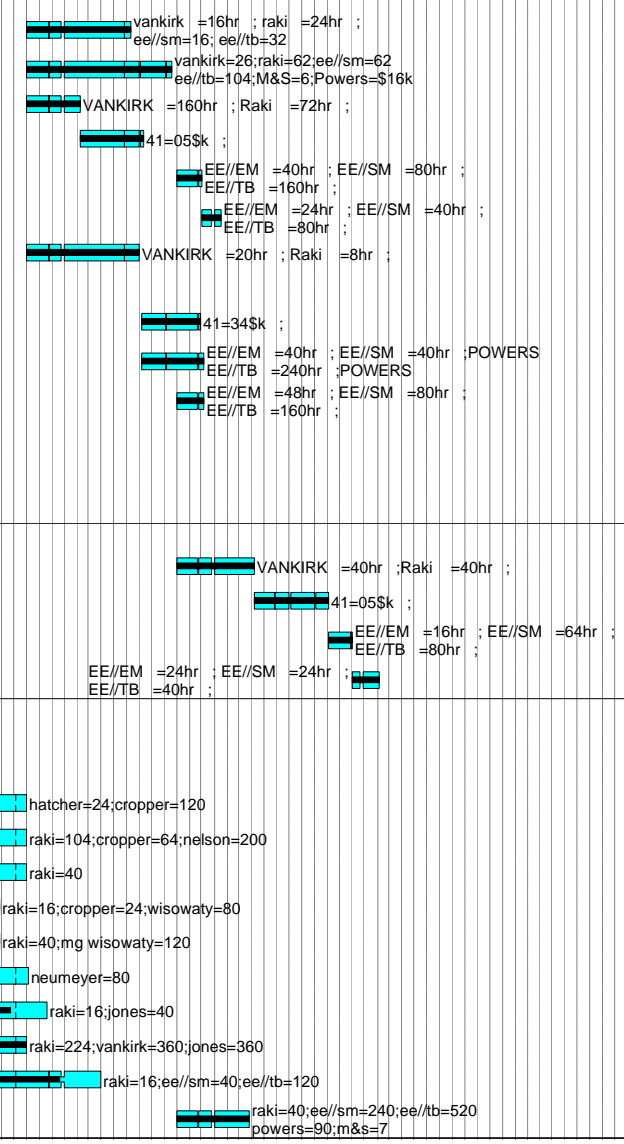 vankirk =16hr ; raki =24hr ;
ee//sm=16; ee//tb=32
vankirk=26;raki=62;ee//sm=62
ee//tb=104;M&S=6;Powers=$16k
VANKIRK =160hr ; Raki =72hr ;
41=05$k ;
EE//EM =40hr ; EE//SM =80hr ;
EE//TB =160hr ;
EE//EM =24hr ; EE//SM =40hr ;
EE//TB =80hr ;
VANKIRK =20hr ; Raki =8hr ;
41=34$k ;
EE//EM =40hr ; EE//SM =40hr ;POWERS
EE//TB =240hr ;POWERS
EE//EM =48hr ; EE//SM =80hr ;
EE//TB =160hr ;
VANKIRK =40hr ;Raki =40hr ;
41=05$k ;
EE//EM =16hr ; EE//SM =64hr ;
EE//TB =80hr ;
EE//EM =24hr ; EE//SM =24hr ;
EE//TB =40hr ;
hatcher=24;cropper=120
raki=104;cropper=64;nelson=200
raki=40
raki=16;cropper=24;wisowaty=80
raki=40;mg wisowaty=120
neumeyer=80
raki=16;jones=40
raki=224;vankirk=360;jones=360
raki=16;ee//sm=40;ee//tb=120
raki=40;ee//sm=240;ee//tb=520
powers=90;m&s=7